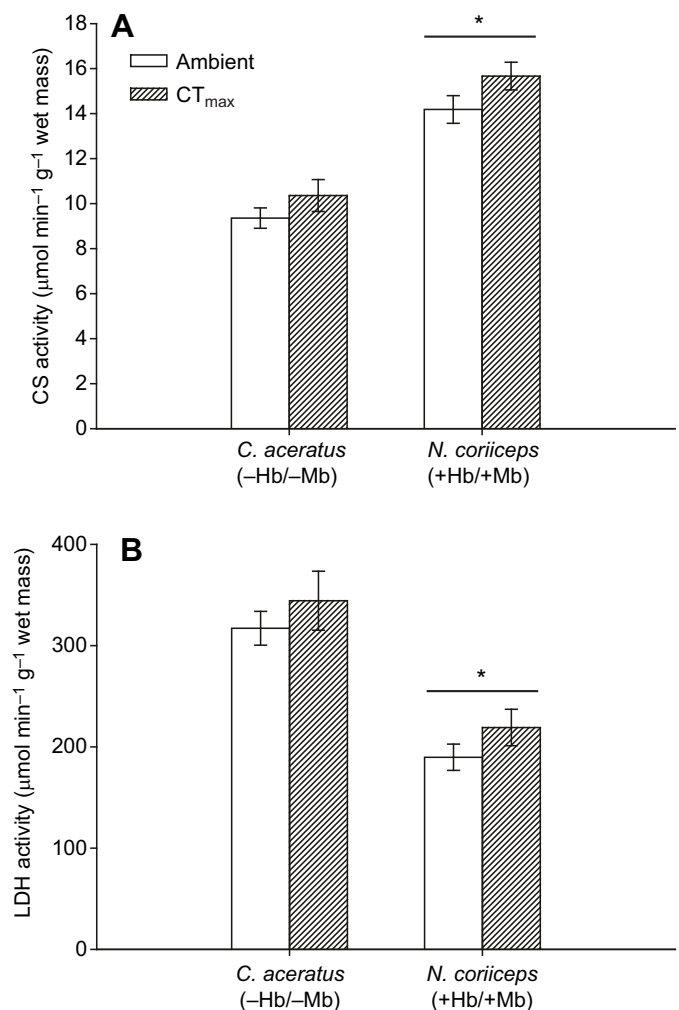 A
CS activity (µmol min–1 g–1 wet mass)
18
16
14
12
10
8
6
4
2
0
Ambient
CTmax
*
C. aceratus
(–Hb/–Mb)
N. coriiceps
(+Hb/+Mb)
B
LDH activity (µmol min–1 g–1 wet mass)
400
300
200
100
0
*
C. aceratus
(–Hb/–Mb)
N. coriiceps
(+Hb/+Mb)